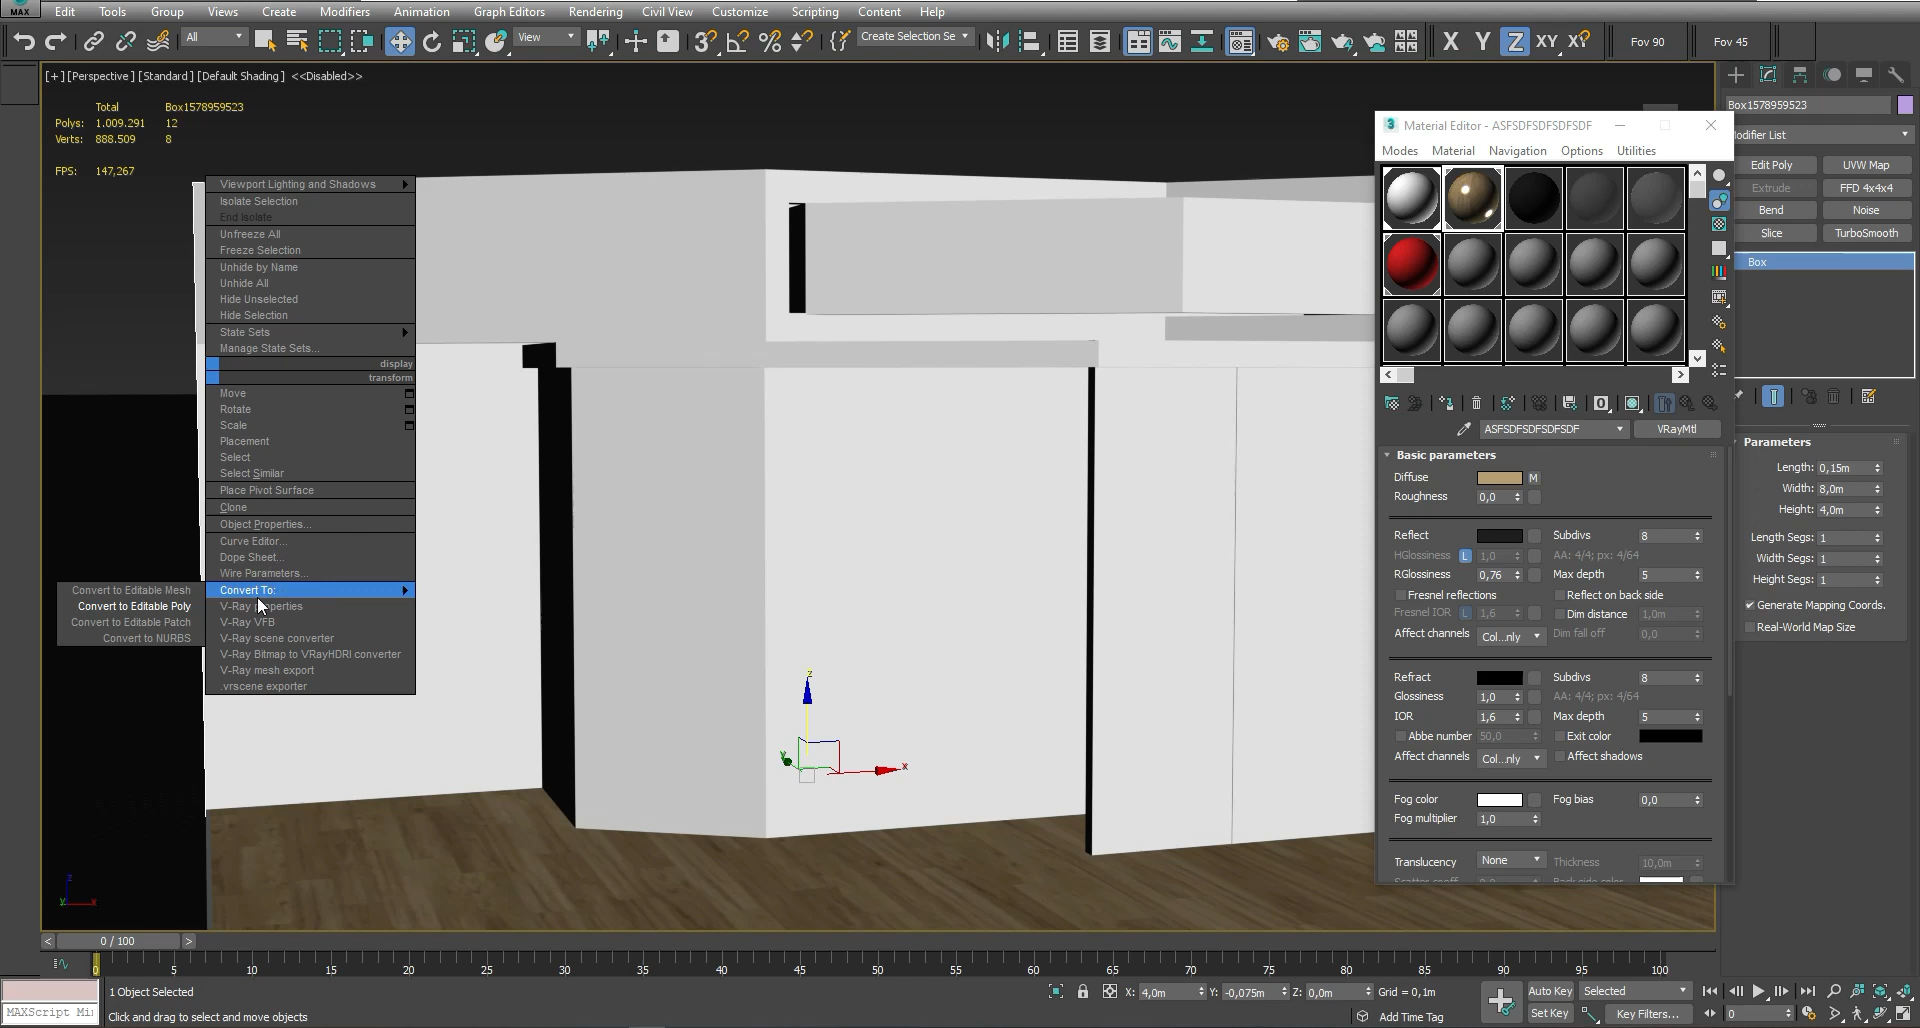 MAX
Edit Tools Group Views Create Modifiers Animation Graph Editors Rendering Civil View Customize Scripting Content Help
All View Create Selection Se X Y Z XY XY Fov 90 Fov 45
[+] [Perspective ] [Standard ] [Default Shading ] <<Disabled>>
Total Box1578959523
Polys: 1.009.291 12
Verts: 888.509 8
FPS: 147,267
Viewport Lighting and Shadows
Isolate Selection
End Isolate
Unfreeze All
Freeze Selection
Unhide by Name
Unhide All
Hide Unselected
Hide Selection
State Sets
Manage State Sets...
display
transform
Move
Rotate
Scale
Placement
Select
Select Similar
Place Pivot Surface
Clone
Object Properties...
Curve Editor...
Dope Sheet...
Wire Parameters...
Convert To:
V-Ray properties
V-Ray VFB
V-Ray scene converter
V-Ray Bitmap to VRayHDRI converter
V-Ray mesh export
.vrscene exporter
Convert to Editable Mesh
Convert to Editable Poly
Convert to Editable Patch
Convert to NURBS
z
y
x
z
y x
3 Material Editor - ASFSDFSDFSDFSDF
Modes Material Navigation Options Utilities
ASFSDFSDFSDFSDF VRayMtl
Basic parameters
Diffuse M
Roughness 0,0
Reflect Subdivs 8
HGlossiness L 1,0 AA: 4/4; px: 4/64
RGlossiness 0,76 Max depth 5
Fresnel reflections Reflect on back side
Fresnel IOR L 1,6 Dim distance 1,0m
Affect channels Col...nly Dim fall off 0,0
Refract Subdivs 8
Glossiness 1,0 AA: 4/4; px: 4/64
IOR 1,6 Max depth 5
Abbe number 50,0 Exit color
Affect channels Col...nly Affect shadows
Fog color Fog bias 0,0
Fog multiplier 1,0
Translucency None Thickness 10,0m
Box1578959523
odifier List
Edit Poly UVW Map
Extrude FFD 4x4x4
Bend Noise
Slice TurboSmooth
Box
Parameters
Length: 0,15m
Width: 8,0m
Height: 4,0m
Length Segs: 1
Width Segs: 1
Height Segs: 1
Generate Mapping Coords.
Real-World Map Size
< 0 / 100 >
0 5 10 15 20 25 30 35 40 45 50 55 60 65 70 75 80 85 90 95 100
1 Object Selected X: 4,0m Y: -0,075m Z: 0,0m Grid = 0,1m Auto Key Selected
MAXScript Mi Click and drag to select and move objects Add Time Tag Set Key Key Filters... 0